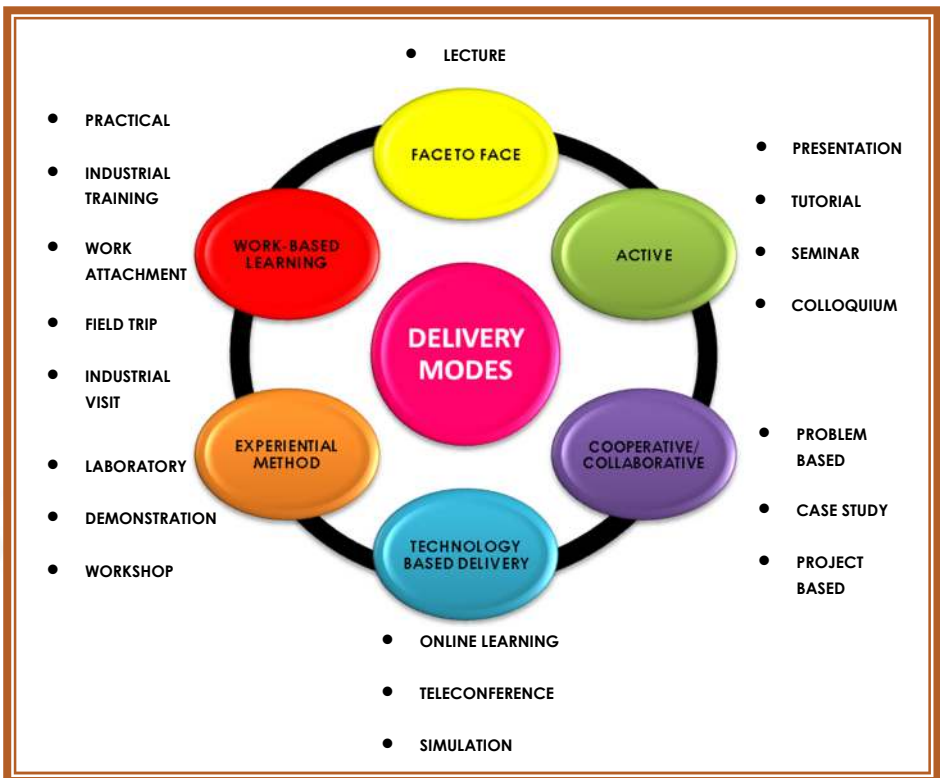 LECTURE
FACE TO FACE
PRACTICAL
INDUSTRIAL
TRAINING
WORK
ATTACHMENT
FIELD TRIP
INDUSTRIAL
VISIT
WORK-BASED
LEARNING
PRESENTATION
TUTORIAL
SEMINAR
COLLOQUIUM
ACTIVE
DELIVERY
MODES
EXPERIENTIAL
METHOD
LABORATORY
DEMONSTRATION
WORKSHOP
COOPERATIVE/
COLLABORATIVE
PROBLEM
BASED
CASE STUDY
PROJECT
BASED
TECHNOLOGY
BASED DELIVERY
ONLINE LEARNING
TELECONFERENCE
SIMULATION